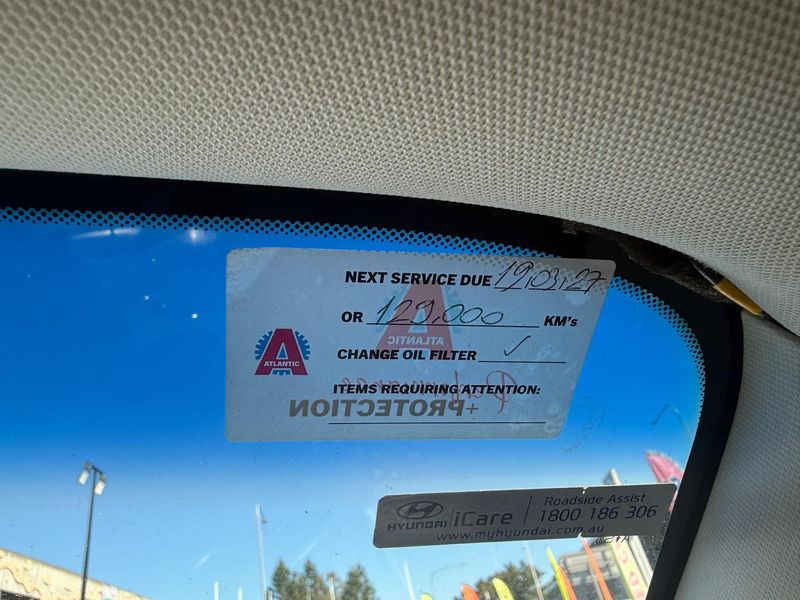 NEXT SERVICE DUE 19.03.27
OR 129,000 KM's
ATLANTIC
A
ATLANTIC
CHANGE OIL FILTER ✓
ITEMS REQUIRING ATTENTION:
+PROTECTION
HYUNDAI iCare Roadside Assist
1800 186 306
www.myhyundai.com.au